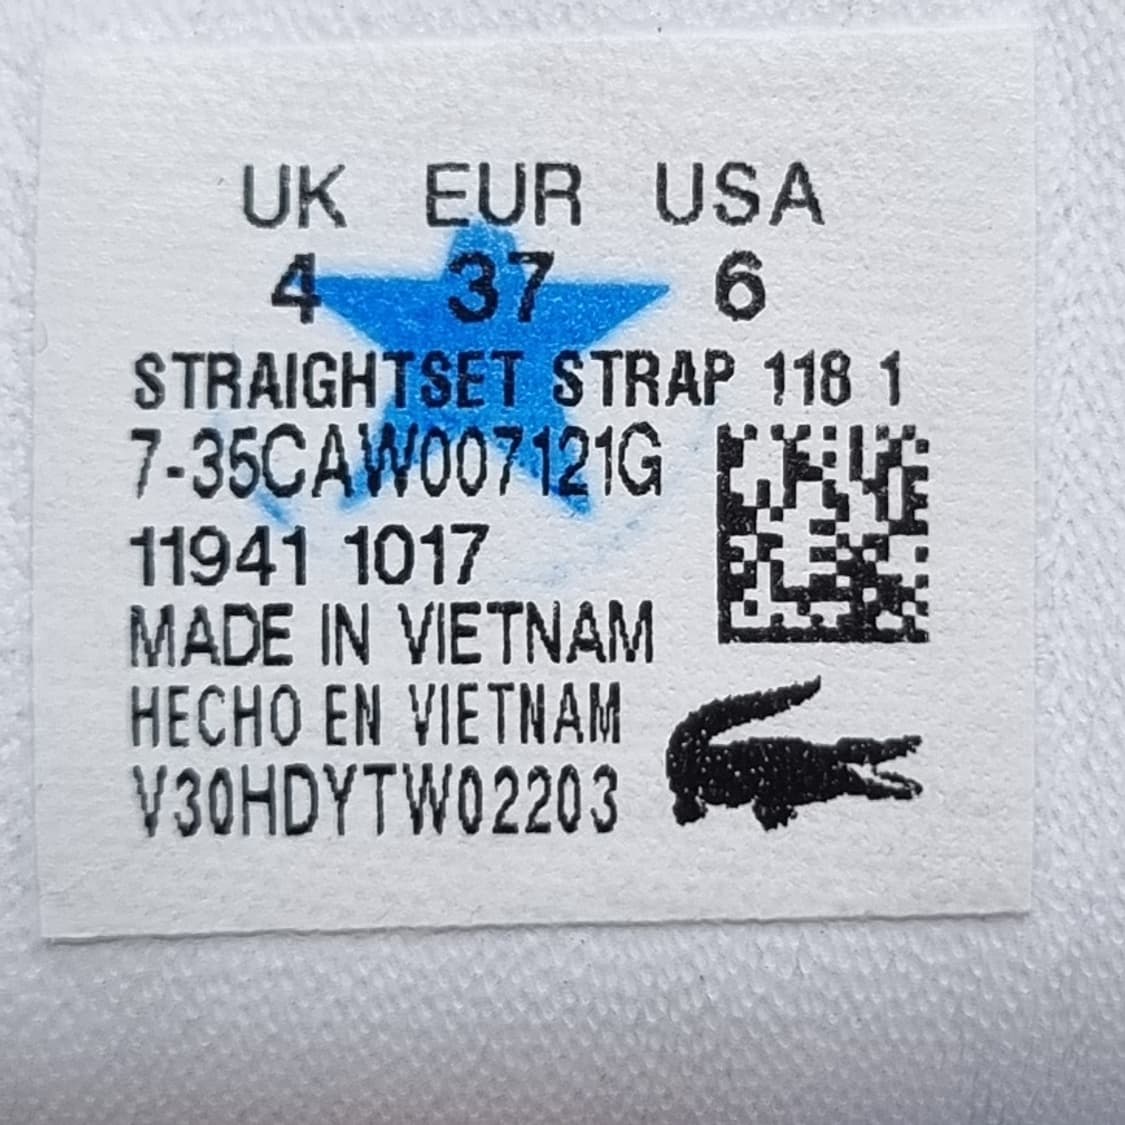 UK EUR USA
4 37 6
STRAIGHTSET STRAP 118 1
7-35CAW007121G
11941 1017
MADE IN VIETNAM
HECHO EN VIETNAM
V30HDYTW02203